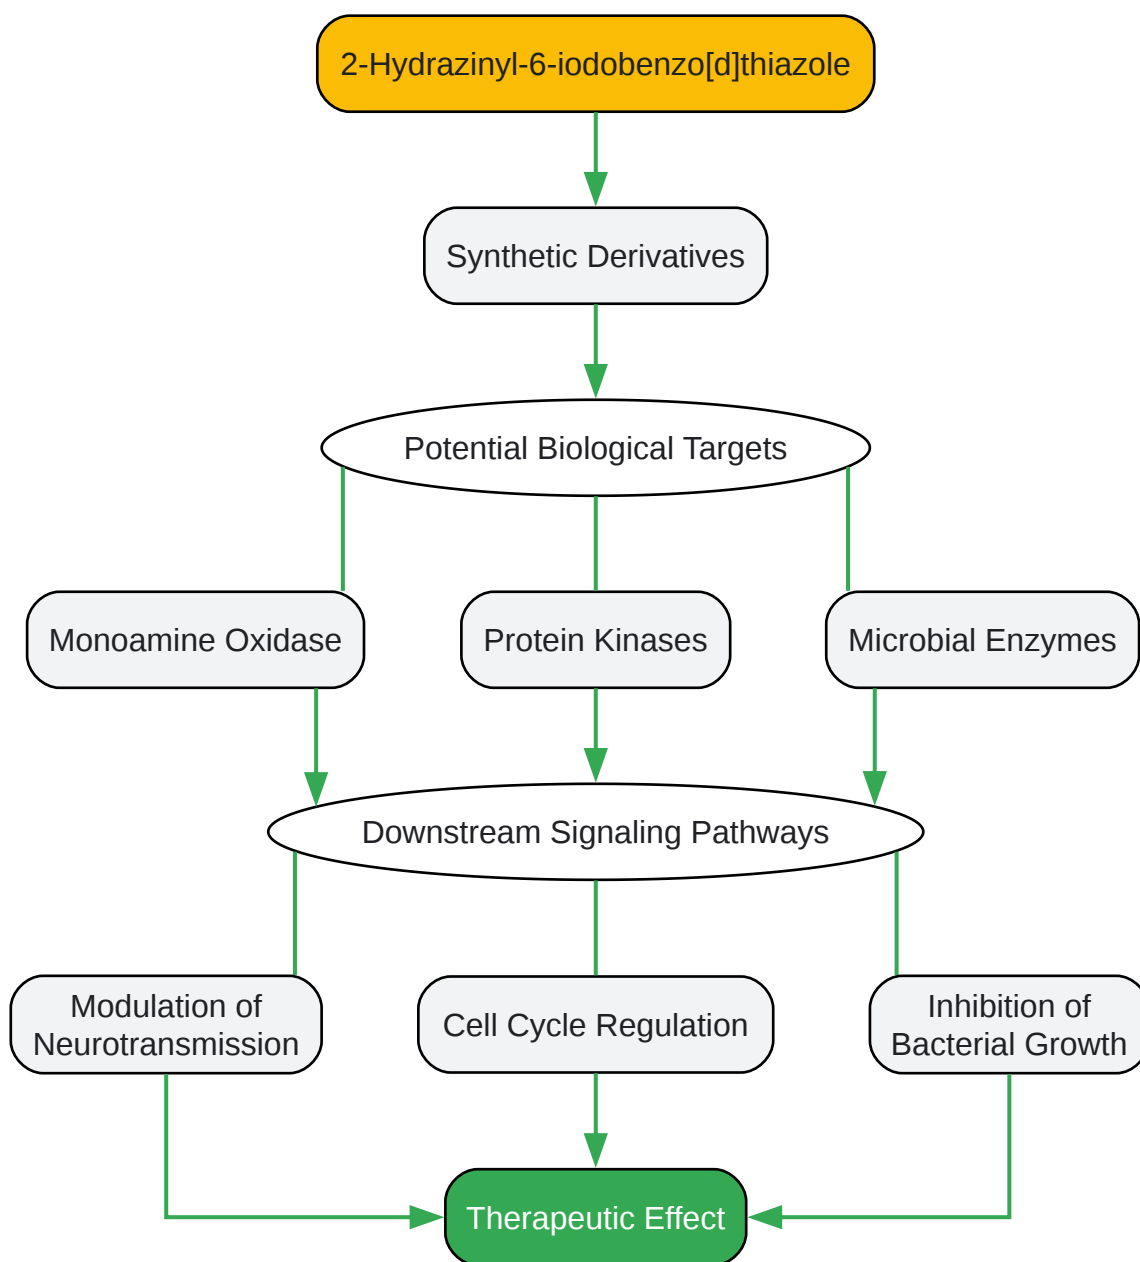 2-Hydrazinyl-6-iodobenzo[d]thiazole
Synthetic Derivatives
Potential Biological Targets
Monoamine Oxidase
Protein Kinases
Microbial Enzymes
Downstream Signaling Pathways
Modulation of
Neurotransmission
Cell Cycle Regulation
Inhibition of
Bacterial Growth
Therapeutic Effect